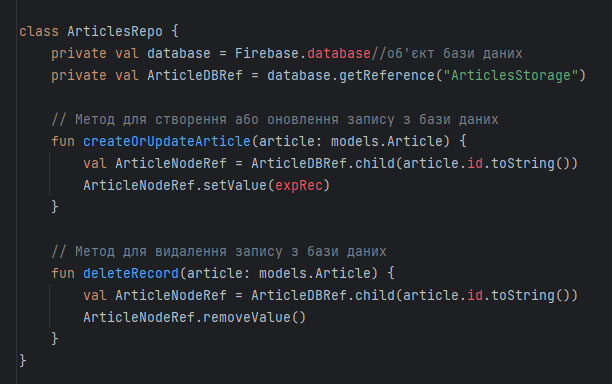 class ArticlesRepo {
    private val database = Firebase.database//об'єкт бази даних
    private val ArticleDBRef = database.getReference("ArticlesStorage")
    // Метод для створення або оновлення запису з бази даних
    fun createOrUpdateArticle(article: models.Article) {
        val ArticleNodeRef = ArticleDBRef.child(article.id.toString())
        ArticleNodeRef.setValue(expRec)
    }
    // Метод для видалення запису з бази даних
    fun deleteRecord(article: models.Article) {
        val ArticleNodeRef = ArticleDBRef.child(article.id.toString())
        ArticleNodeRef.removeValue()
    }
}